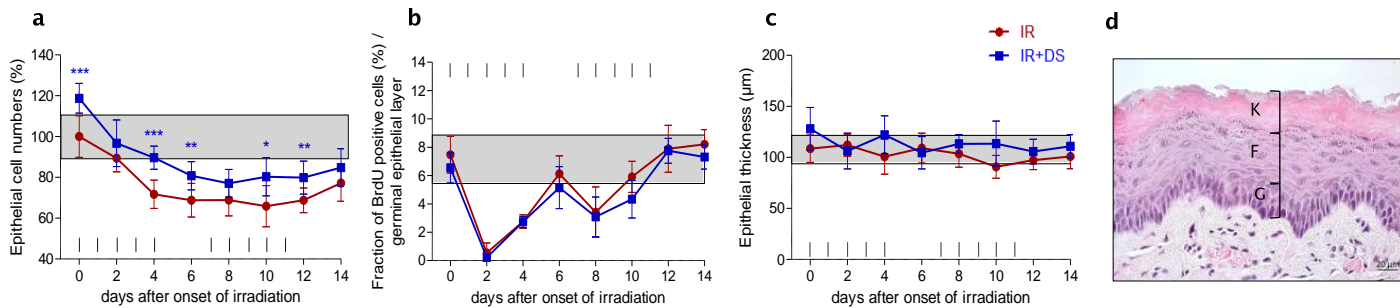 a
Epithelial cell numbers (%)
140
120
100
80
60
40
***
***
**
*
**
0 2 4 6 8 10 12 14
days after onset of irradiation
b
Fraction of BrdU positive cells (%) /
germinal epithelial layer
14
12
10
8
6
4
2
0
0 2 4 6 8 10 12 14
days after onset of irradiation
c
IR
IR+DS
Epithelial thickness (µm)
200
150
100
50
0
0 2 4 6 8 10 12 14
days after onset of irradiation
d
K
F
G
20 µm